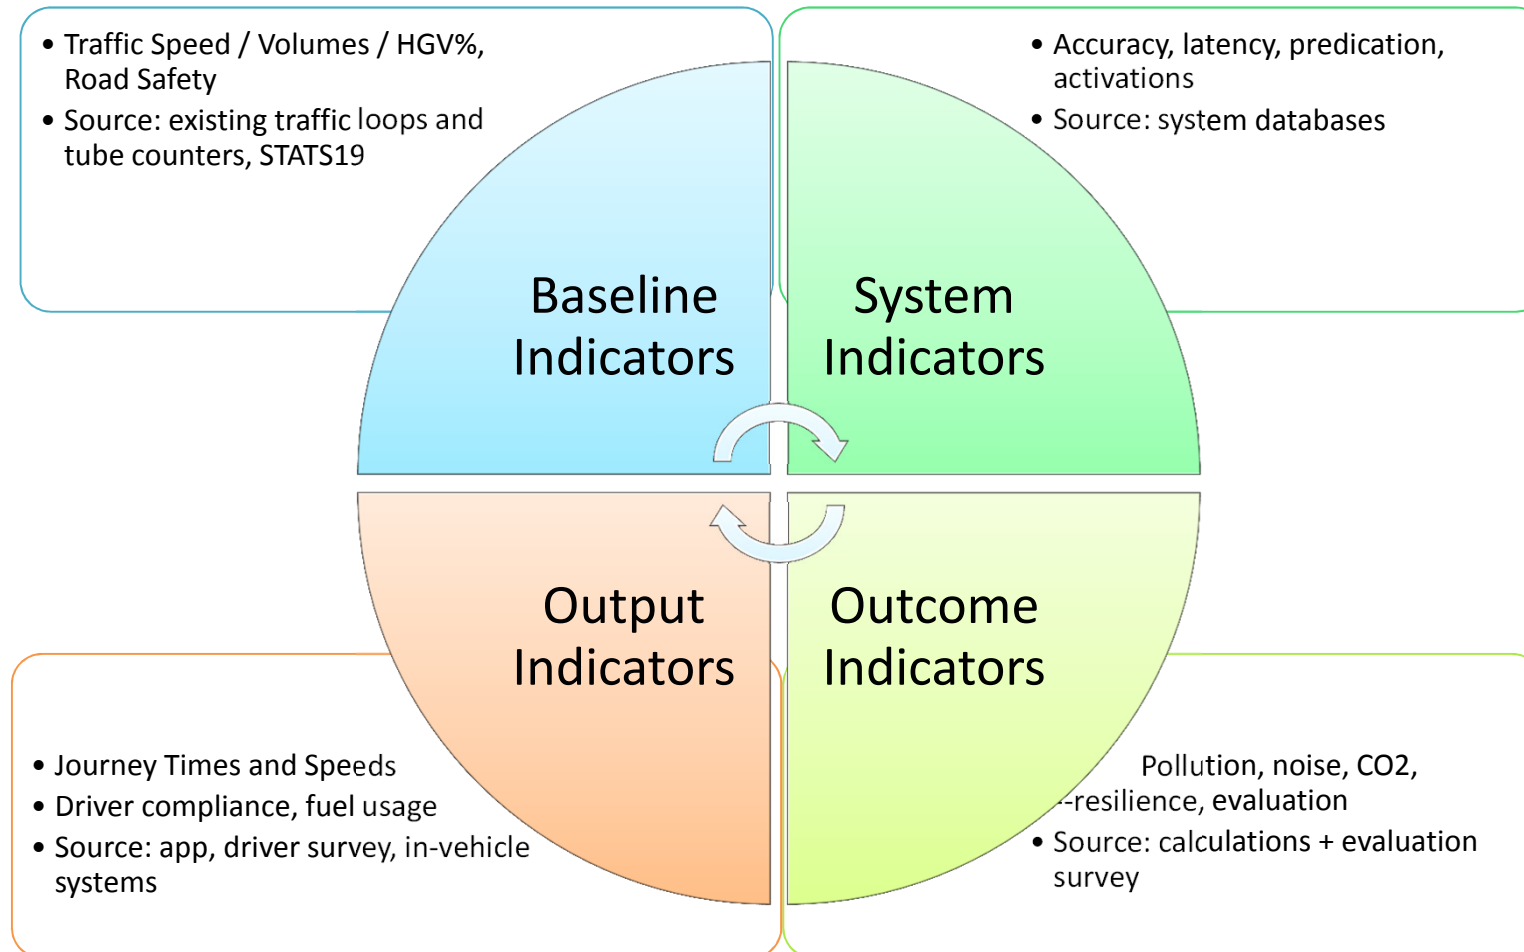 • Traffic Speed / Volumes / HGV%,
Road Safety
• Source: existing traffic loops and
tube counters, STATS19
• Accuracy, latency, predication,
activations
• Source: system databases
Baseline
Indicators
System
Indicators
Output
Indicators
Outcome
Indicators
• Journey Times and Speeds
• Driver compliance, fuel usage
• Source: app, driver survey, in-vehicle
systems
Pollution, noise, CO2,
--resilience, evaluation
• Source: calculations + evaluation
survey